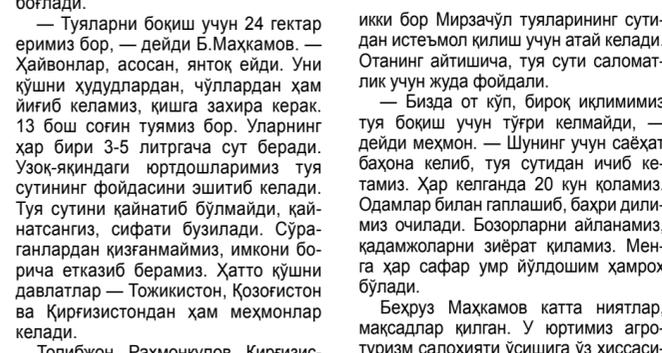 боғлади.
— Туяларни боқиш учун 24 гектар
еримиз бор, — дейди Б.Маҳкамов. —
Ҳайвонлар, асосан, янтоқ ейди. Уни
қўшни ҳудудлардан, чўллардан ҳам
йиғиб келамиз, қишга захира керак.
13 бош соғин туямиз бор. Уларнинг
ҳар бири 3-5 литргача сут беради.
Узоқ-яқиндаги юртдошларимиз туя
сутининг фойдасини эшитиб келади.
Туя сутини қайнатиб бўлмайди, қай-
натсангиз, сифати бузилади. Сўра-
ганлардан қизғанмаймиз, имкони бо-
рича етказиб берамиз. Ҳатто қўшни
давлатлар — Тожикистон, Қозоғистон
ва Қирғизистондан ҳам меҳмонлар
келади.
Толибжон Раҳмонкулов Қирғизис-
икки бор Мирзачўл туяларининг сути-
дан истеъмол қилиш учун атай келади.
Отанинг айтишича, туя сути саломат-
лик учун жуда фойдали.
— Бизда от кўп, бироқ иқлимимиз
туя боқиш учун тўғри келмайди, —
дейди меҳмон. — Шунинг учун саёҳат
баҳона келиб, туя сутидан ичиб ке-
тамиз. Ҳар келганда 20 кун қоламиз.
Одамлар билан гаплашиб, баҳри дили-
миз очилади. Бозорларни айланамиз,
қадамжоларни зиёрат қиламиз. Мен-
га ҳар сафар умр йўлдошим ҳамроҳ
бўлади.
Беҳруз Маҳкамов катта ниятлар,
мақсадлар қилган. У юртимиз агро-
туризм салоҳияти ўсишига ўз ҳиссаси-